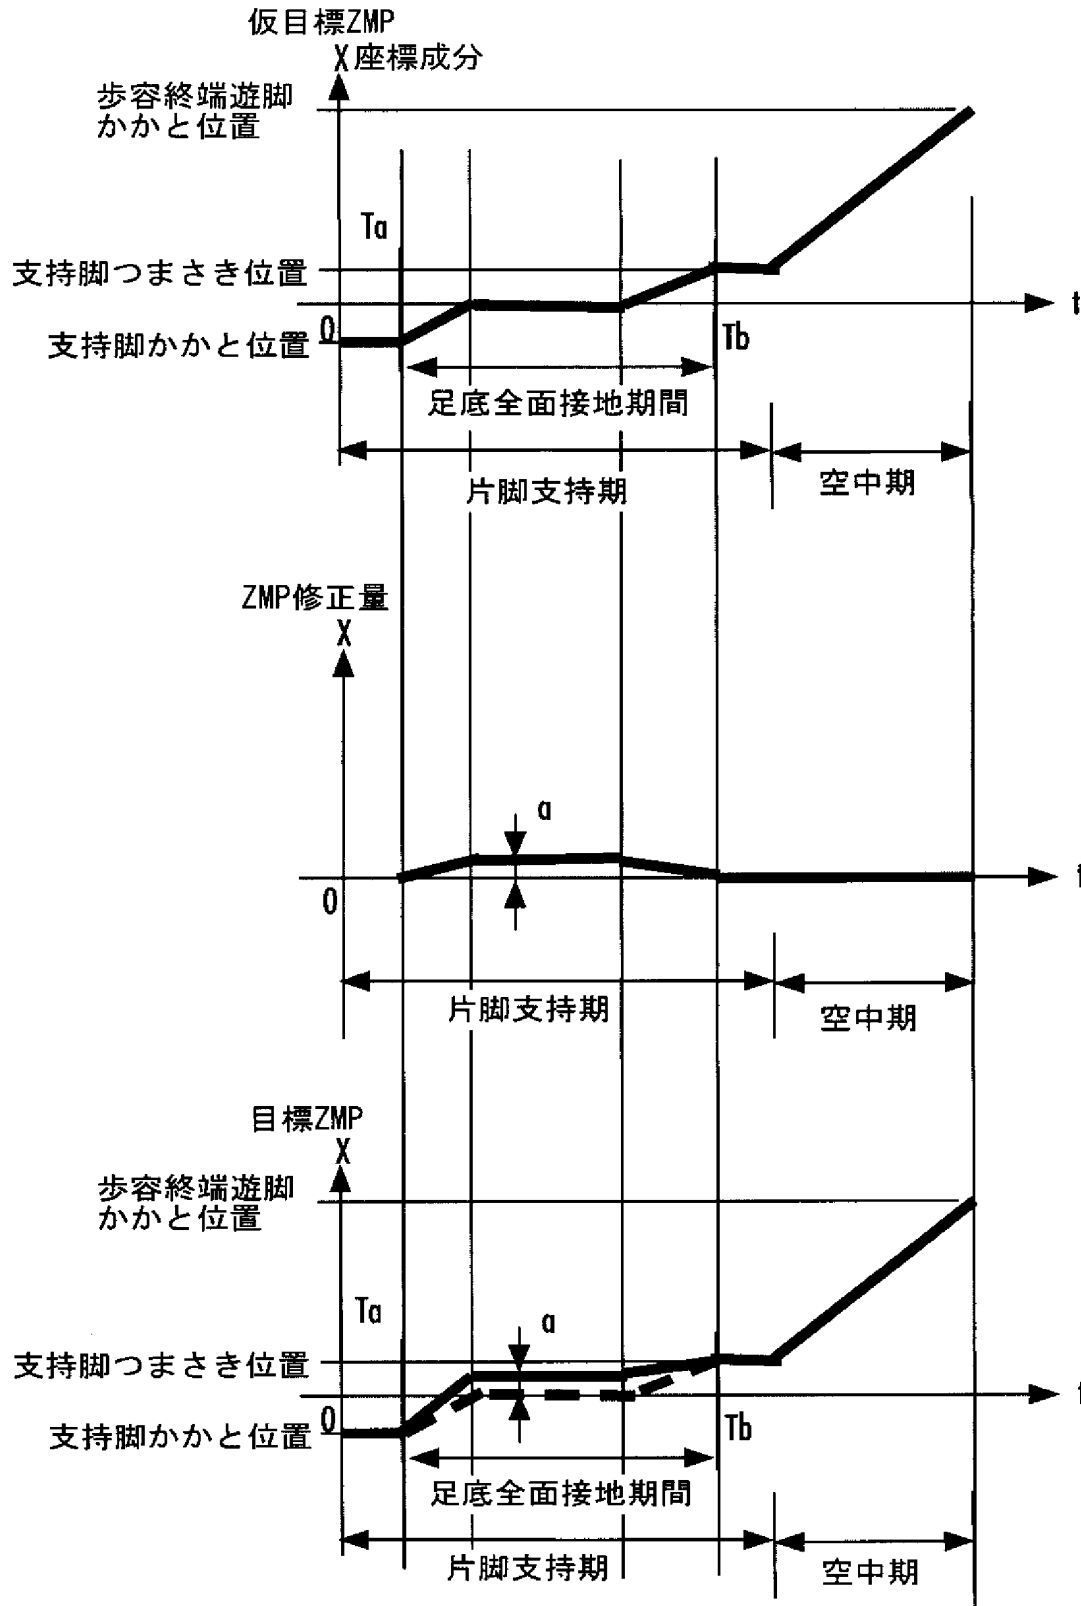 仮目標ZMP
X座標成分
歩容終端遊脚
かかと位置
Ta
支持脚つまさき位置
0
t
支持脚かかと位置
Tb
足底全面接地期間
片脚支持期
空中期
ZMP修正量
X
a
0
t
片脚支持期
空中期
目標ZMP
X
歩容終端遊脚
かかと位置
Ta
a
支持脚つまさき位置
0
t
支持脚かかと位置
Tb
足底全面接地期間
片脚支持期
空中期